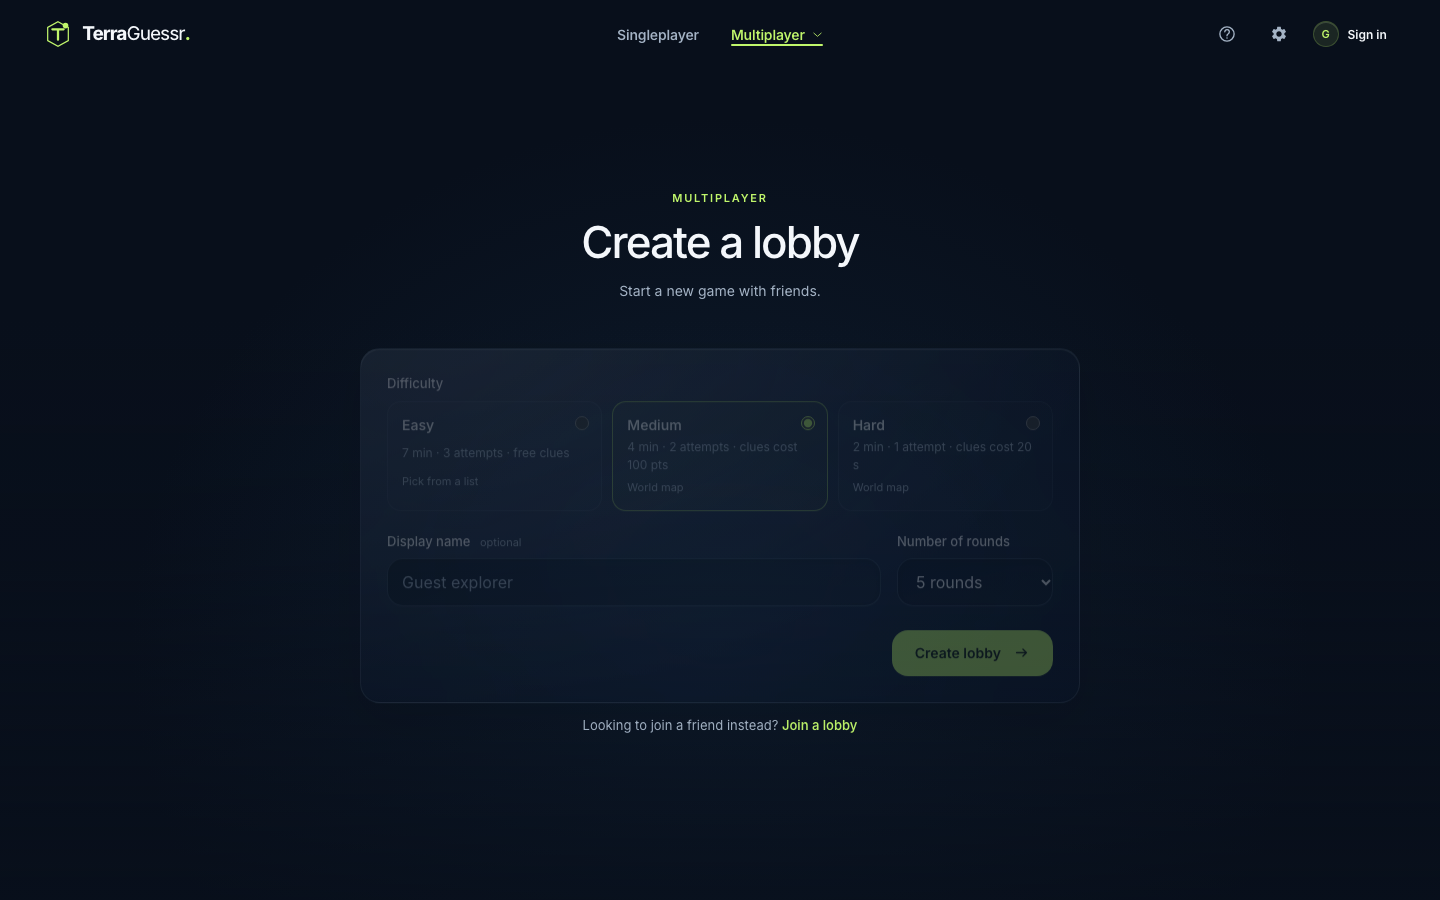 TerraGuessr.
Singleplayer
Multiplayer
G
Sign in
MULTIPLAYER
Create a lobby
Start a new game with friends.
Difficulty
Easy
7 min · 3 attempts · free clues
Pick from a list
Medium
4 min · 2 attempts · clues cost
100 pts
World map
Hard
2 min · 1 attempt · clues cost 20
s
World map
Display name optional
Guest explorer
Number of rounds
5 rounds
Create lobby →
Looking to join a friend instead? Join a lobby